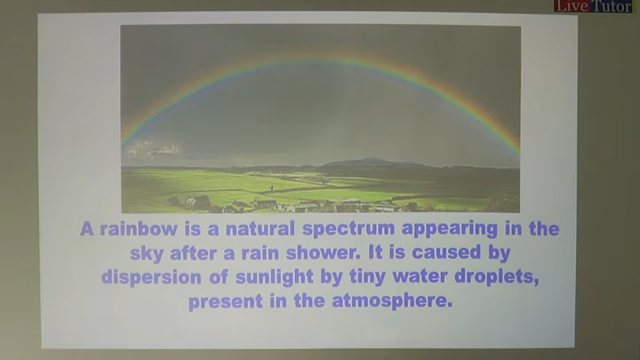 Live Tutor
A rainbow is a natural spectrum appearing in the
sky after a rain shower. It is caused by
dispersion of sunlight by tiny water droplets,
present in the atmosphere.